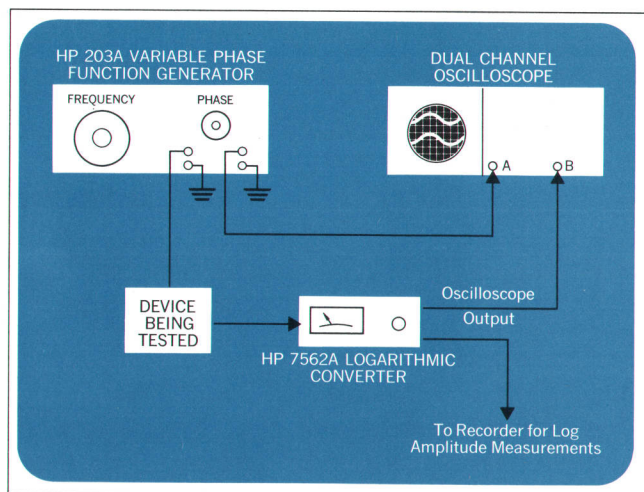 HP 203A VARIABLE PHASE
FUNCTION GENERATOR
FREQUENCY
PHASE
DUAL CHANNEL
OSCILLOSCOPE
A
B
DEVICE
BEING
TESTED
Oscilloscope
Output
HP 7562A LOGARITHMIC
CONVERTER
To Recorder for Log
Amplitude Measurements